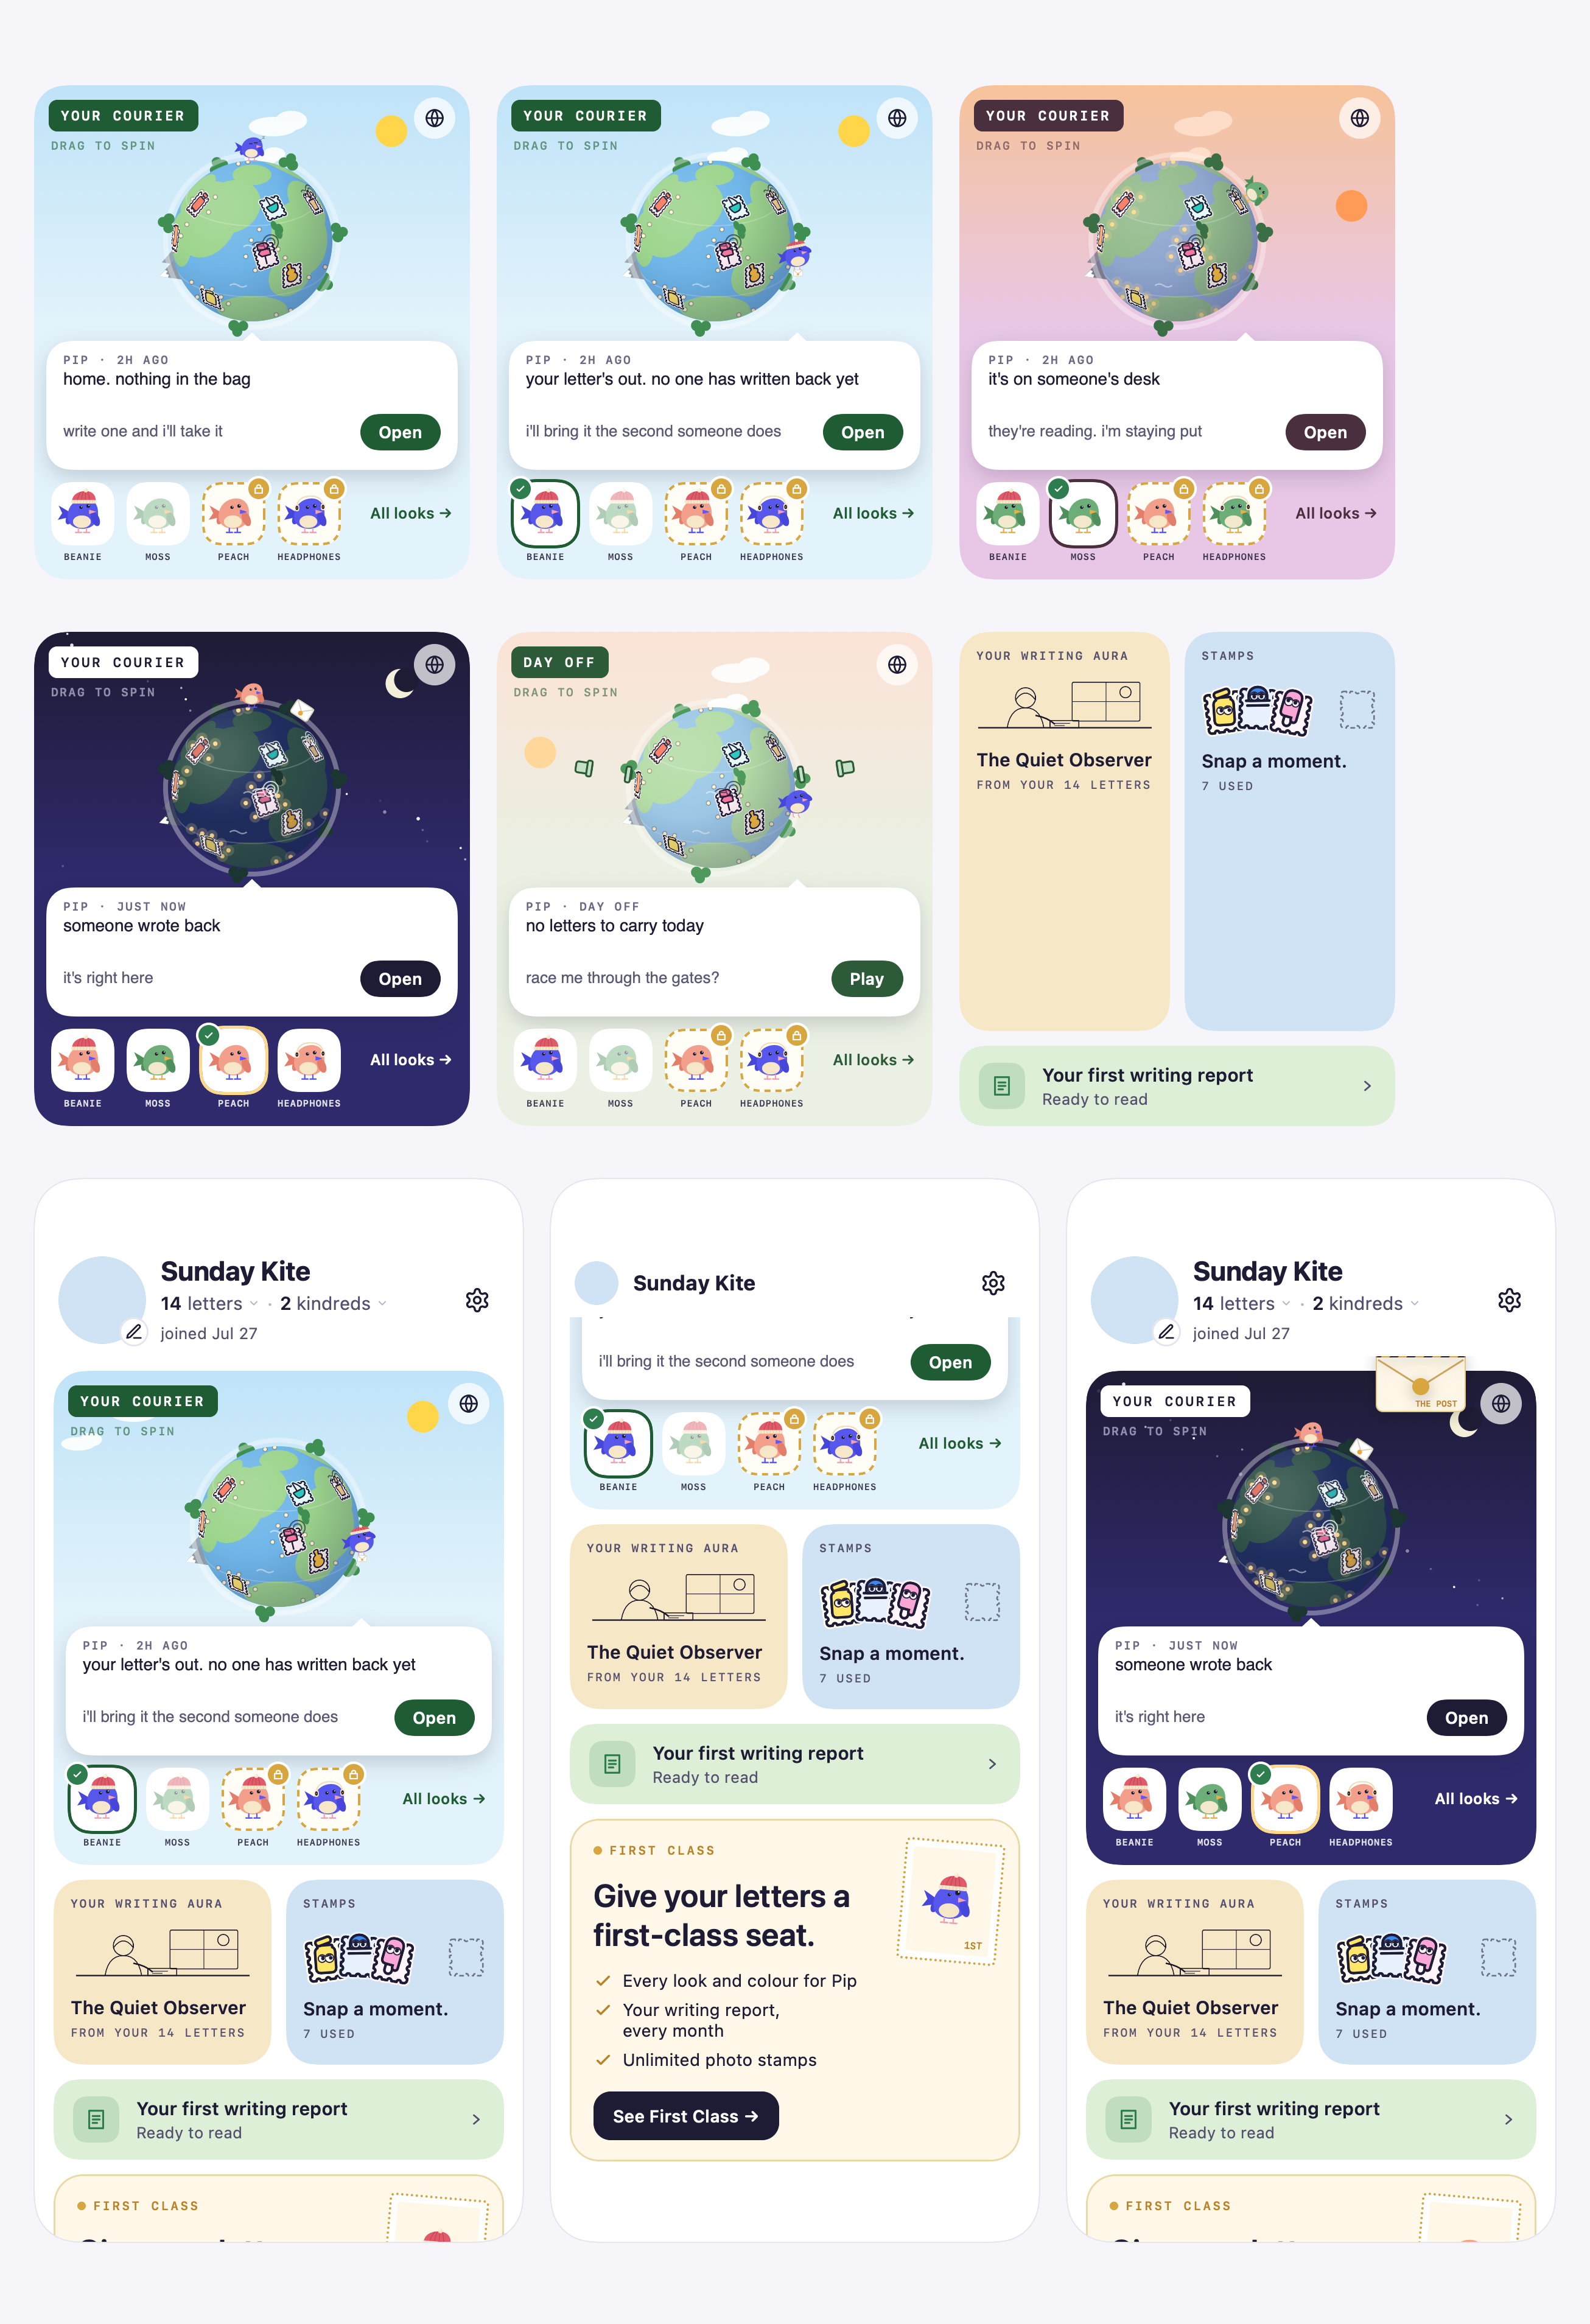 YOUR COURIER
DRAG TO SPIN
PIP · 2H AGO
home. nothing in the bag
write one and i'll take it
Open
BEANIE
MOSS
PEACH
HEADPHONES
All looks →
YOUR COURIER
DRAG TO SPIN
PIP · 2H AGO
your letter's out. no one has written back yet
i'll bring it the second someone does
Open
BEANIE
MOSS
PEACH
HEADPHONES
All looks →
YOUR COURIER
DRAG TO SPIN
PIP · 2H AGO
it's on someone's desk
they're reading. i'm staying put
Open
BEANIE
MOSS
PEACH
HEADPHONES
All looks →
YOUR COURIER
DRAG TO SPIN
PIP · JUST NOW
someone wrote back
it's right here
Open
BEANIE
MOSS
PEACH
HEADPHONES
All looks →
DAY OFF
DRAG TO SPIN
PIP · DAY OFF
no letters to carry today
race me through the gates?
Play
BEANIE
MOSS
PEACH
HEADPHONES
All looks →
YOUR WRITING AURA
The Quiet Observer
FROM YOUR 14 LETTERS
STAMPS
Snap a moment.
7 USED
Your first writing report
Ready to read
Sunday Kite
14 letters · 2 kindreds
joined Jul 27
YOUR COURIER
DRAG TO SPIN
PIP · 2H AGO
your letter's out. no one has written back yet
i'll bring it the second someone does
Open
BEANIE
MOSS
PEACH
HEADPHONES
All looks →
YOUR WRITING AURA
The Quiet Observer
FROM YOUR 14 LETTERS
STAMPS
Snap a moment.
7 USED
Your first writing report
Ready to read
FIRST CLASS
Sunday Kite
i'll bring it the second someone does
Open
BEANIE
MOSS
PEACH
HEADPHONES
All looks →
YOUR WRITING AURA
The Quiet Observer
FROM YOUR 14 LETTERS
STAMPS
Snap a moment.
7 USED
Your first writing report
Ready to read
FIRST CLASS
Give your letters a
first-class seat.
1ST
Every look and colour for Pip
Your writing report,
every month
Unlimited photo stamps
See First Class →
Sunday Kite
14 letters · 2 kindreds
joined Jul 27
THE POST
YOUR COURIER
DRAG TO SPIN
PIP · JUST NOW
someone wrote back
it's right here
Open
BEANIE
MOSS
PEACH
HEADPHONES
All looks →
YOUR WRITING AURA
The Quiet Observer
FROM YOUR 14 LETTERS
STAMPS
Snap a moment.
7 USED
Your first writing report
Ready to read
FIRST CLASS